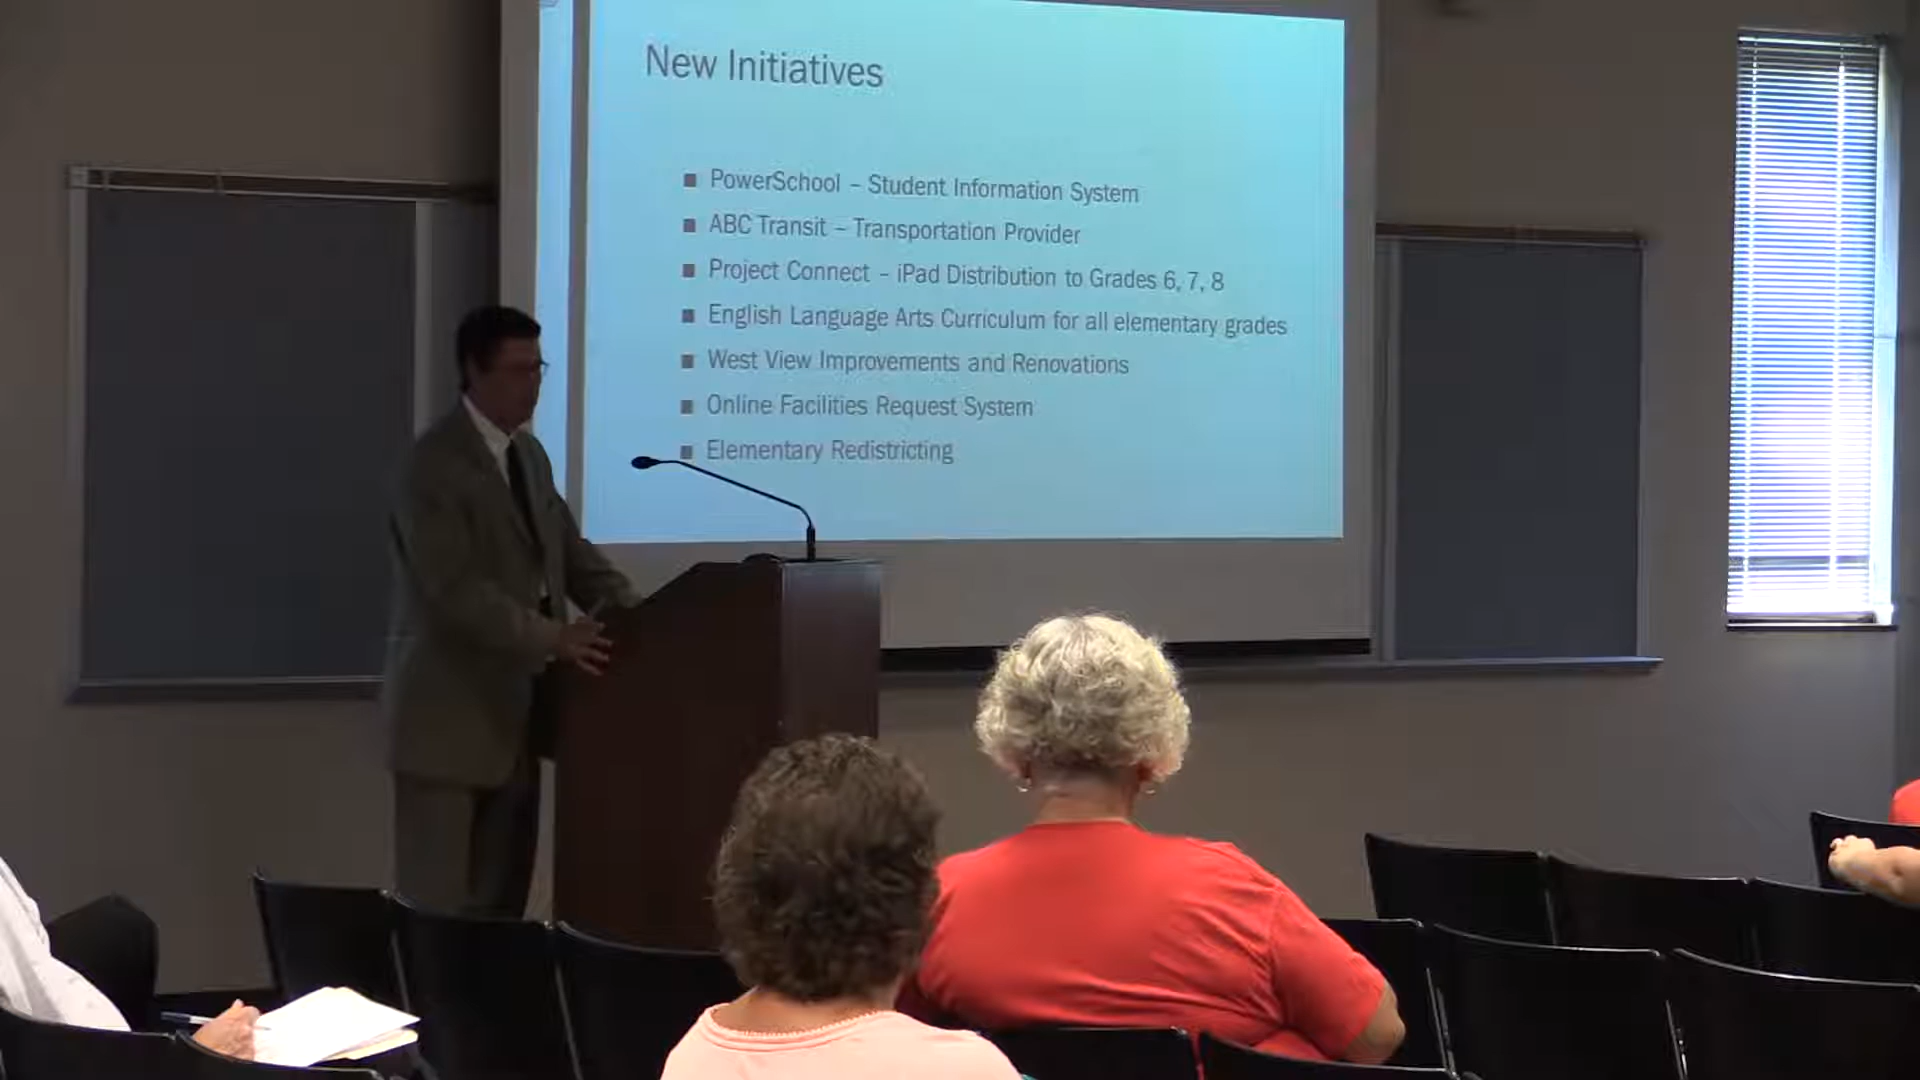 New Initiatives
PowerSchool – Student Information System
ABC Transit – Transportation Provider
Project Connect – iPad Distribution to Grades 6, 7, 8
English Language Arts Curriculum for all elementary grades
West View Improvements and Renovations
Online Facilities Request System
Elementary Redistricting